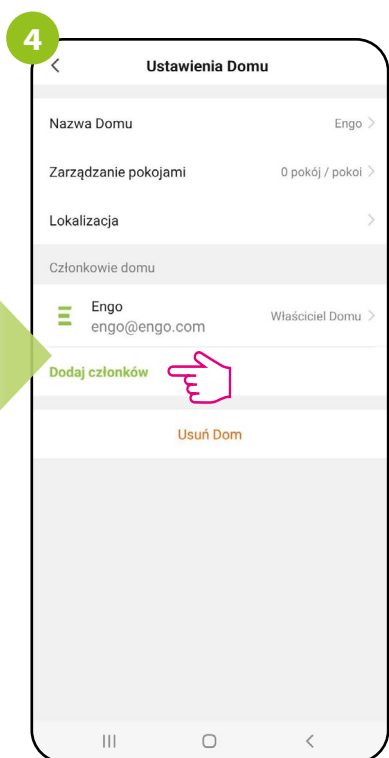 4
Ustawienia Domu
Nazwa Domu Engo
Zarządzanie pokojami 0 pokój / pokoi
Lokalizacja
Członkowie domu
Engo
engo@engo.com Właściciel Domu
Dodaj członków
Usuń Dom